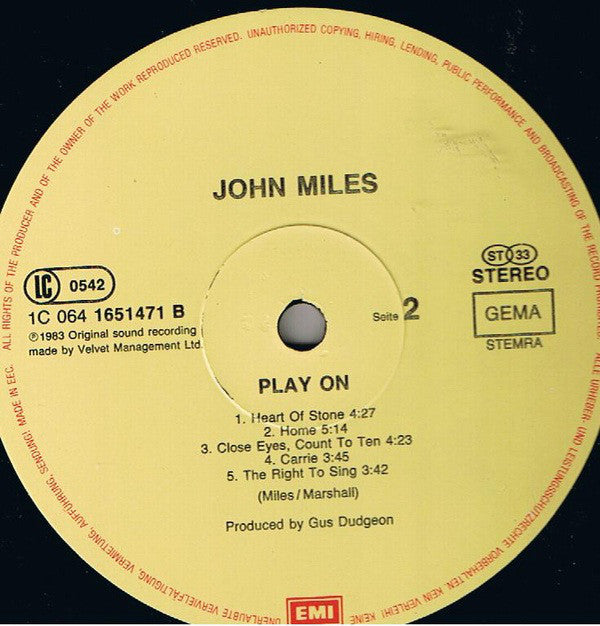 ALL RIGHTS OF THE PRODUCER AND OF THE OWNER OF THE WORK REPRODUCED RESERVED. UNAUTHORIZED COPYING, HIRING, LENDING, PUBLIC PERFORMANCE AND BROADCASTING OF THE RECORD
JOHN MILES
LC 0542
1C 064 1651471 B
℗1983 Original sound recording
made by Velvet Management Ltd.
Seite 2
ST 33
STEREO
GEMA
STEMRA
PLAY ON
1. Heart Of Stone 4:27
2. Home 5:14
3. Close Eyes, Count To Ten 4:23
4. Carrie 3:45
5. The Right To Sing 3:42
(Miles/Marshall)
Produced by Gus Dudgeon
EMI
ALLE URHEBER- UND LEISTUNGSSCHUTZRECHTE VORBEHALTEN. KEIN VERLEIH! KEINE
UNERLAUBTE VERVIELFÄLTIGUNG, VERMIETUNG, AUFFÜHRUNG, SENDUNG! MADE IN EEC.